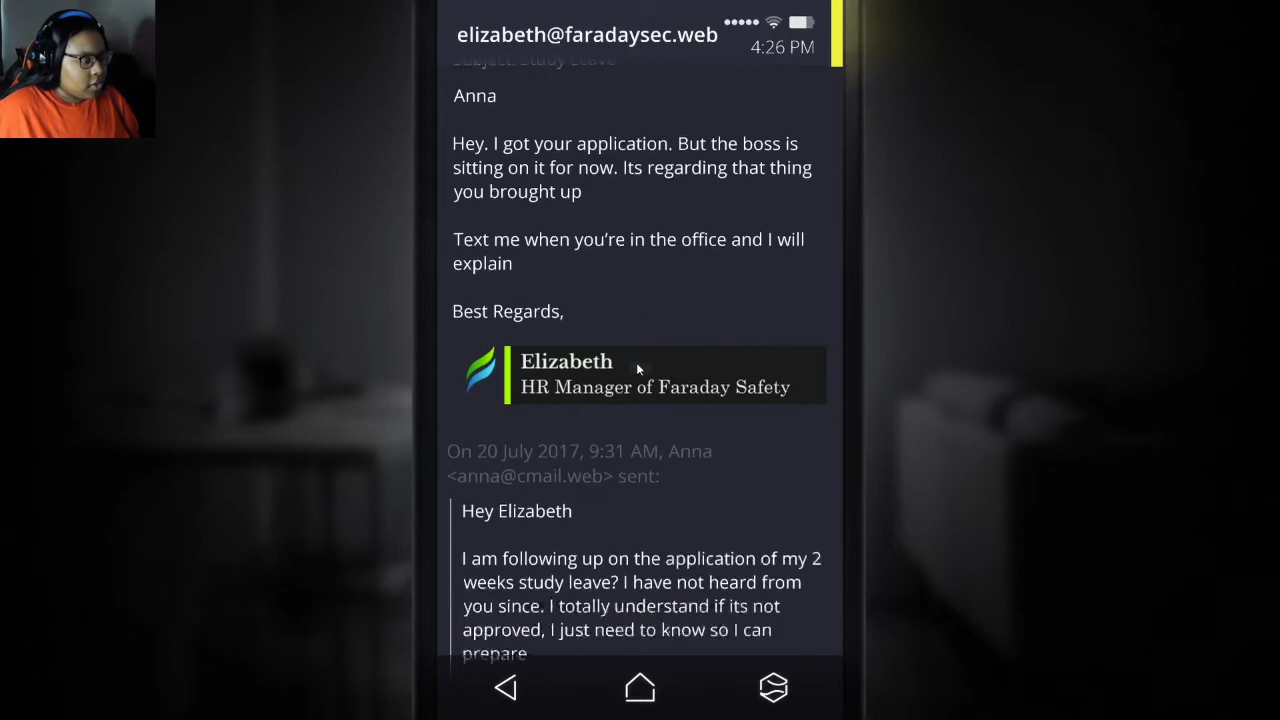 elizabeth@faradaysec.web
4:26 PM
Subject: Study Leave
Anna
Hey. I got your application. But the boss is
sitting on it for now. Its regarding that thing
you brought up
Text me when you're in the office and I will
explain
Best Regards,
Elizabeth
HR Manager of Faraday Safety
On 20 July 2017, 9:31 AM, Anna
<anna@cmail.web> sent:
Hey Elizabeth
I am following up on the application of my 2
weeks study leave? I have not heard from
you since. I totally understand if its not
approved, I just need to know so I can
prepare